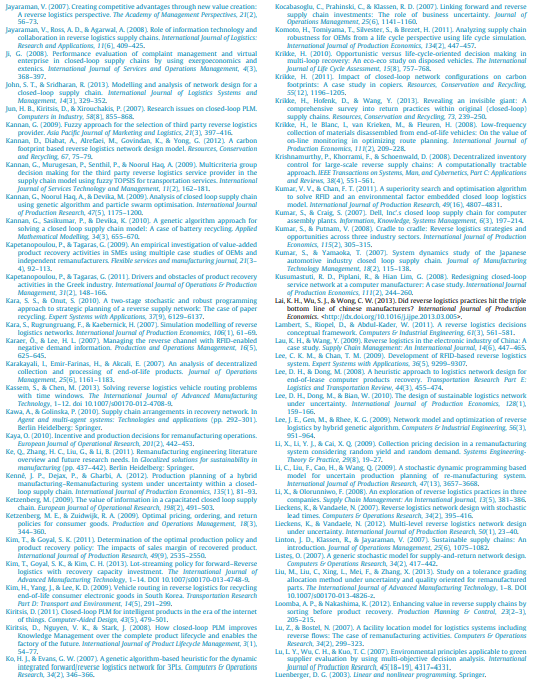 Jayaraman, V. (2007). Creating competitive advantages through new value creation:
A reverse logistics perspective. The Academy of Management Perspectives, 21(2),
56–73.
Jayaraman, V., Ross, A. D., & Agarwal, A. (2008). Role of information technology and
collaboration in reverse logistics supply chains. International Journal of Logistics:
Research and Applications, 11(6), 409–425.
Ji, G. (2008). Performance evaluation of complaint management and virtual
enterprise in closed-loop supply chains by using exergoeconomics and
extenics. International Journal of Services and Operations Management, 4(3),
368–397.
John, S. T., & Sridharan, R. (2013). Modelling and analysis of network design for a
closed-loop supply chain. International Journal of Logistics Systems and
Management, 14(3), 329–352.
Jun, H. B., Kiritsis, D., & Xirouchakis, P. (2007). Research issues on closed-loop PLM.
Computers in Industry, 58(8), 855–868.
Kannan, G. (2009). Fuzzy approach for the selection of third party reverse logistics
provider. Asia Pacific Journal of Marketing and Logistics, 21(3), 397–416.
Kannan, D., Diabat, A., Alrefaei, M., Govindan, K., & Yong, G. (2012). A carbon
footprint based reverse logistics network design model. Resources, Conservation
and Recycling, 67, 75–79.
Kannan, G., Murugesan, P., Senthil, P., & Noorul Haq, A. (2009). Multicriteria group
decision making for the third party reverse logistics service provider in the
supply chain model using fuzzy TOPSIS for transportation services. International
Journal of Services Technology and Management, 11(2), 162–181.
Kannan, G., Noorul Haq, A., & Devika, M. (2009). Analysis of closed loop supply chain
using genetic algorithm and particle swarm optimisation. International Journal
of Production Research, 47(5), 1175–1200.
Kannan, G., Sasikumar, P., & Devika, K. (2010). A genetic algorithm approach for
solving a closed loop supply chain model: A case of battery recycling. Applied
Mathematical Modelling, 34(3), 655–670.
Kapetanopoulou, P., & Tagaras, G. (2009). An empirical investigation of value-added
product recovery activities in SMEs using multiple case studies of OEMs and
independent remanufacturers. Flexible services and manufacturing journal, 21(3–
4), 92–113.
Kapetanopoulou, P., & Tagaras, G. (2011). Drivers and obstacles of product recovery
activities in the Greek industry. International Journal of Operations & Production
Management, 31(2), 148–166.
Kara, S. S., & Onut, S. (2010). A two-stage stochastic and robust programming
approach to strategic planning of a reverse supply network: The case of paper
recycling. Expert Systems with Applications, 37(9), 6129–6137.
Kara, S., Rugrungruang, F., & Kaebernick, H. (2007). Simulation modelling of reverse
logistics networks. International Journal of Production Economics, 106(1), 61–69.
Karaer, Ö., & Lee, H. L. (2007). Managing the reverse channel with RFID-enabled
negative demand information. Production and Operations Management, 16(5),
625–645.
Karakayali, I., Emir-Farinas, H., & Akcali, E. (2007). An analysis of decentralized
collection and processing of end-of-life products. Journal of Operations
Management, 25(6), 1161–1183.
Kassem, S., & Chen, M. (2013). Solving reverse logistics vehicle routing problems
with time windows. The International Journal of Advanced Manufacturing
Technology, 1–12. doi 10.1007/s00170-012-4708-9.
Kawa, A., & Golinska, P. (2010). Supply chain arrangements in recovery network. In
Agent and multi-agent systems: Technologies and applications (pp. 292–301).
Berlin Heidelberg: Springer.
Kaya, O. (2010). Incentive and production decisions for remanufacturing operations.
European Journal of Operational Research, 201(2), 442–453.
Ke, Q., Zhang, H. C., Liu, G., & Li, B. (2011). Remanufacturing engineering literature
overview and future research needs. In Glocalized solutions for sustainability in
manufacturing (pp. 437–442). Berlin Heidelberg: Springer.
Kenné, J. P., Dejax, P., & Gharbi, A. (2012). Production planning of a hybrid
manufacturing–remanufacturing system under uncertainty within a closed-
loop supply chain. International Journal of Production Economics, 135(1), 81–93.
Ketzenberg, M. (2009). The value of information in a capacitated closed loop supply
chain. European Journal of Operational Research, 198(2), 491–503.
Ketzenberg, M. E., & Zuidwijk, R. A. (2009). Optimal pricing, ordering, and return
policies for consumer goods. Production and Operations Management, 18(3),
344–360.
Kim, T., & Goyal, S. K. (2011). Determination of the optimal production policy and
product recovery policy: The impacts of sales margin of recovered product.
International Journal of Production Research, 49(9), 2535–2550.
Kim, T., Goyal, S. K., & Kim, C. H. (2013). Lot-streaming policy for forward–Reverse
logistics with recovery capacity investment. The International Journal of
Advanced Manufacturing Technology, 1–14. DOI 10.1007/s00170-013-4748-9.
Kim, H., Yang, J., & Lee, K. D. (2009). Vehicle routing in reverse logistics for recycling
end-of-life consumer electronic goods in South Korea. Transportation Research
Part D: Transport and Environment, 14(5), 291–299.
Kiritsis, D. (2011). Closed-loop PLM for intelligent products in the era of the internet
of things. Computer-Aided Design, 43(5), 479–501.
Kiritsis, D., Nguyen, V. K., & Stark, J. (2008). How closed-loop PLM improves
Knowledge Management over the complete product lifecycle and enables the
factory of the future. International Journal of Product Lifecycle Management, 3(1),
54–77.
Ko, H. J., & Evans, G. W. (2007). A genetic algorithm-based heuristic for the dynamic
integrated forward/reverse logistics network for 3PLs. Computers & Operations
Research, 34(2), 346–366.
Kocabasoglu, C., Prahinski, C., & Klassen, R. D. (2007). Linking forward and reverse
supply chain investments: The role of business uncertainty. Journal of
Operations Management, 25(6), 1141–1160.
Komoto, H., Tomiyama, T., Silvester, S., & Brezet, H. (2011). Analyzing supply chain
robustness for OEMs from a life cycle perspective using life cycle simulation.
International Journal of Production Economics, 134(2), 447–457.
Krikke, H. (2010). Opportunistic versus life-cycle-oriented decision making in
multi-loop recovery: An eco-eco study on disposed vehicles. The International
Journal of Life Cycle Assessment, 15(8), 757–768.
Krikke, H. (2011). Impact of closed-loop network configurations on carbon
footprints: A case study in copiers. Resources, Conservation and Recycling,
55(12), 1196–1205.
Krikke, H., Hofenk, D., & Wang, Y. (2013). Revealing an invisible giant: A
comprehensive survey into return practices within original (closed-loop)
supply chains. Resources, Conservation and Recycling, 73, 239–250.
Krikke, H., le Blanc, I., van Krieken, M., & Fleuren, H. (2008). Low-frequency
collection of materials disassembled from end-of-life vehicles: On the value of
on-line monitoring in optimizing route planning. International Journal of
Production Economics, 111(2), 209–228.
Krishnamurthy, P., Khorrami, F., & Schoenwald, D. (2008). Decentralized inventory
control for large-scale reverse supply chains: A computationally tractable
approach. IEEE Transactions on Systems, Man, and Cybernetics, Part C: Applications
and Reviews, 38(4), 551–561.
Kumar, V. V., & Chan, F. T. (2011). A superiority search and optimisation algorithm
to solve RFID and an environmental factor embedded closed loop logistics
model. International Journal of Production Research, 49(16), 4807–4831.
Kumar, S., & Craig, S. (2007). Dell, Inc.'s closed loop supply chain for computer
assembly plants. Information, Knowledge, Systems Management, 6(3), 197–214.
Kumar, S., & Putnam, V. (2008). Cradle to cradle: Reverse logistics strategies and
opportunities across three industry sectors. International Journal of Production
Economics, 115(2), 305–315.
Kumar, S., & Yamaoka, T. (2007). System dynamics study of the Japanese
automotive industry closed loop supply chain. Journal of Manufacturing
Technology Management, 18(2), 115–138.
Kusumastuti, R. D., Piplani, R., & Hian Lim, G. (2008). Redesigning closed-loop
service network at a computer manufacturer: A case study. International Journal
of Production Economics, 111(2), 244–260.
Lai, K. H., Wu, S. J., & Wong, C. W. (2013). Did reverse logistics practices hit the triple
bottom line of chinese manufacturers? International Journal of Production
Economics. <http://dx.doi.org/10.1016/j.ijpe.2013.03.005>.
Lambert, S., Riopel, D., & Abdul-Kader, W. (2011). A reverse logistics decisions
conceptual framework. Computers & Industrial Engineering, 61(3), 561–581.
Lau, K. H., & Wang, Y. (2009). Reverse logistics in the electronic industry of China: A
case study. Supply Chain Management: An International Journal, 14(6), 447–465.
Lee, C. K. M., & Chan, T. M. (2009). Development of RFID-based reverse logistics
system. Expert Systems with Applications, 36(5), 9299–9307.
Lee, D. H., & Dong, M. (2008). A heuristic approach to logistics network design for
end-of-lease computer products recovery. Transportation Research Part E:
Logistics and Transportation Review, 44(3), 455–474.
Lee, D. H., Dong, M., & Bian, W. (2010). The design of sustainable logistics network
under uncertainty. International Journal of Production Economics, 128(1),
159–166.
Lee, J. E., Gen, M., & Rhee, K. G. (2009). Network model and optimization of reverse
logistics by hybrid genetic algorithm. Computers & Industrial Engineering, 56(3),
951–964.
Li, X., Li, Y. J., & Cai, X. Q. (2009). Collection pricing decision in a remanufacturing
system considering random yield and random demand. Systems Engineering-
Theory & Practice, 29(8), 19–27.
Li, C., Liu, F., Cao, H., & Wang, Q. (2009). A stochastic dynamic programming based
model for uncertain production planning of re-manufacturing system.
International Journal of Production Research, 47(13), 3657–3668.
Li, X., & Olorunniwo, F. (2008). An exploration of reverse logistics practices in three
companies. Supply Chain Management: An International Journal, 13(5), 381–386.
Lieckens, K., & Vandaele, N. (2007). Reverse logistics network design with stochastic
lead times. Computers & Operations Research, 34(2), 395–416.
Lieckens, K., & Vandaele, N. (2012). Multi-level reverse logistics network design
under uncertainty. International Journal of Production Research, 50(1), 23–40.
Linton, J. D., Klassen, R., & Jayaraman, V. (2007). Sustainable supply chains: An
introduction. Journal of Operations Management, 25(6), 1075–1082.
Listeș, O. (2007). A generic stochastic model for supply-and-return network design.
Computers & Operations Research, 34(2), 417–442.
Liu, M., Liu, C., Xing, L., Mei, F., & Zhang, X. (2013). Study on a tolerance grading
allocation method under uncertainty and quality oriented for remanufactured
parts. The International Journal of Advanced Manufacturing Technology, 1–8. DOI
10.1007/s00170-013-4826-z.
Loomba, A. P., & Nakashima, K. (2012). Enhancing value in reverse supply chains by
sorting before product recovery. Production Planning & Control, 23(2–3),
205–215.
Lu, Z., & Bostel, N. (2007). A facility location model for logistics systems including
reverse flows: The case of remanufacturing activities. Computers & Operations
Research, 34(2), 299–323.
Lu, L. Y., Wu, C. H., & Kuo, T. C. (2007). Environmental principles applicable to green
supplier evaluation by using multi-objective decision analysis. International
Journal of Production Research, 45(18–19), 4317–4331.
Luenberger, D. G. (2003). Linear and nonlinear programming. Springer.